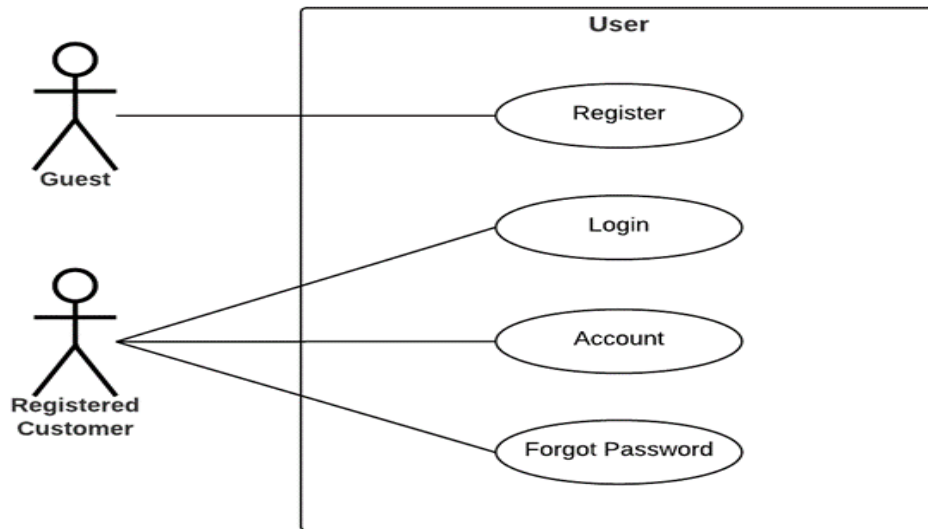 User
Register
Guest
Login
Account
Registered
Customer
Forgot Password